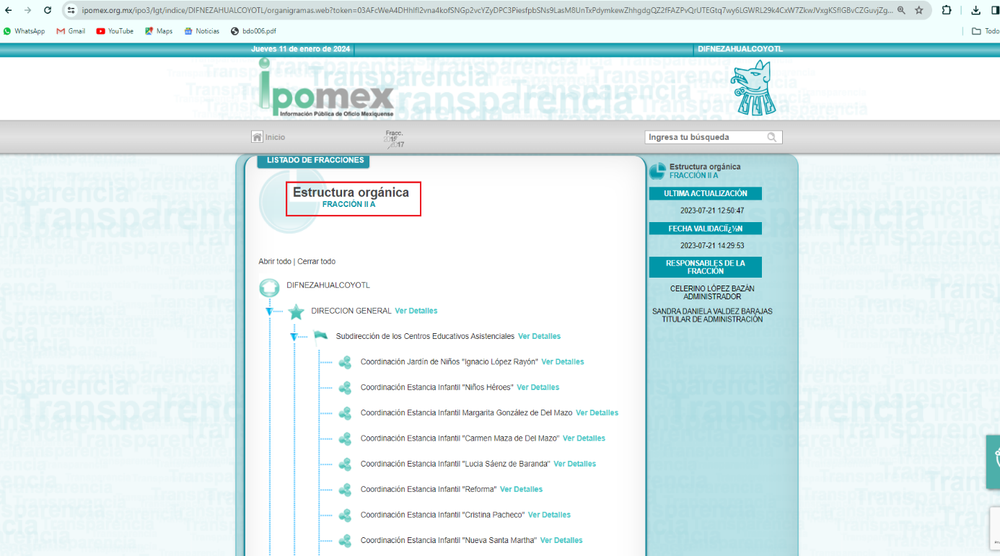 ipomex.org.mx/ipo3/lgt/indice/DIFNEZAHUALCOYOTL/organigramas.web?token=
WhatsApp
Gmail
YouTube
Maps
Noticias
bdo006.pdf
Todo
Jueves 11 de enero de 2024
DIFNEZAHUALCOYOTL
Transparencia
ipomex
Información Pública de Oficio Mexiquense
Inicio
Fracc.
2017
Ingresa tu búsqueda
LISTADO DE FRACCIONES
Estructura orgánica
FRACCIÓN II A
Abrir todo | Cerrar todo
DIFNEZAHUALCOYOTL
DIRECCION GENERAL Ver Detalles
Subdirección de los Centros Educativos Asistenciales Ver Detalles
Coordinación Jardín de Niños "Ignacio López Rayón" Ver Detalles
Coordinación Estancia Infantil "Niños Héroes" Ver Detalles
Coordinación Estancia Infantil Margarita González de Del Mazo Ver Detalles
Coordinación Estancia Infantil "Carmen Maza de Del Mazo" Ver Detalles
Coordinación Estancia Infantil "Lucia Sáenz de Baranda" Ver Detalles
Coordinación Estancia Infantil "Reforma" Ver Detalles
Coordinación Estancia Infantil "Cristina Pacheco" Ver Detalles
Coordinación Estancia Infantil "Nueva Santa Martha" Ver Detalles
Estructura orgánica
FRACCIÓN II A
ULTIMA ACTUALIZACIÓN
2023-07-21 12:50:47
FECHA VALIDACIÏ¿½N
2023-07-21 14:29:53
RESPONSABLES DE LA
FRACCIÓN
CELERINO LÓPEZ BAZÁN
ADMINISTRADOR
SANDRA DANIELA VALDEZ BARAJAS
TITULAR DE ADMINISTRACIÓN